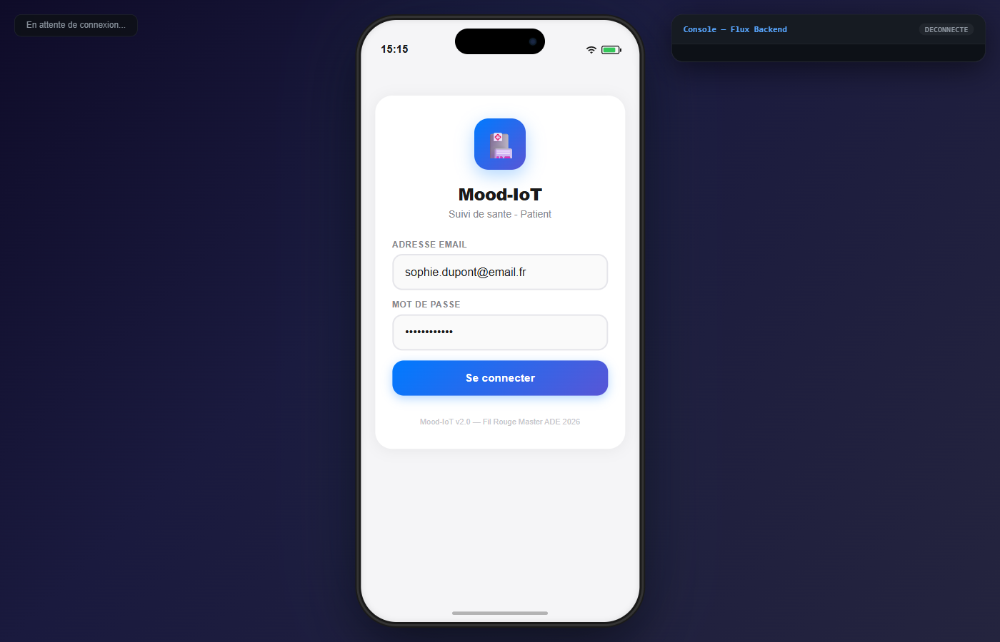 En attente de connexion...
Console — Flux Backend
DECONNECTE
15:15
Mood-IoT
Suivi de sante - Patient
ADRESSE EMAIL
sophie.dupont@email.fr
MOT DE PASSE
••••••••••••
Se connecter
Mood-IoT v2.0 — Fil Rouge Master ADE 2026